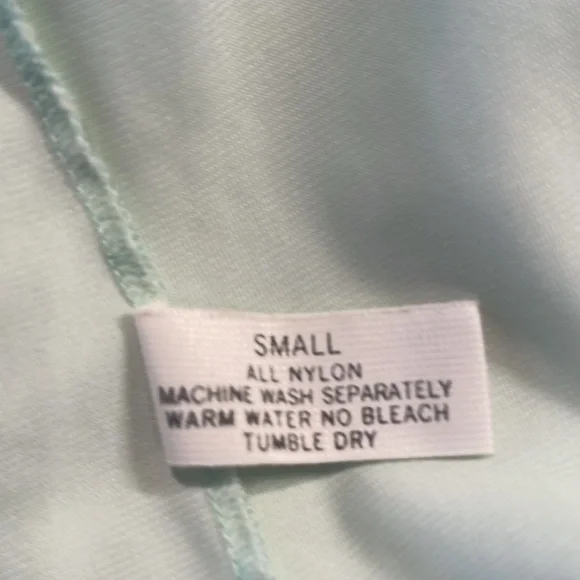 SMALL
ALL NYLON
MACHINE WASH SEPARATELY
WARM WATER NO BLEACH
TUMBLE DRY